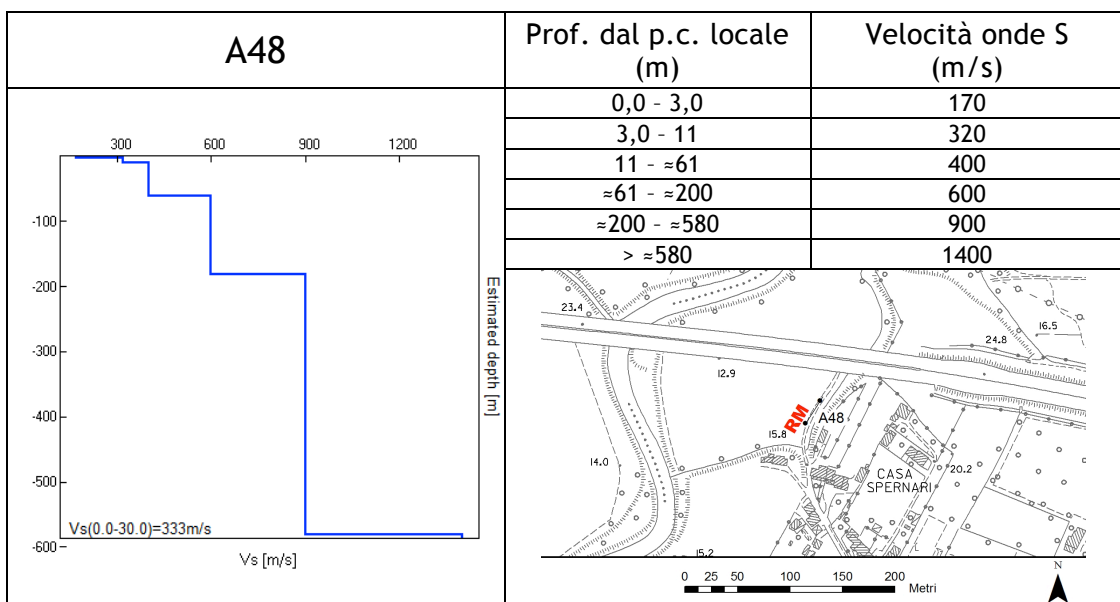 A48
Prof. dal p.c. locale
(m)
Velocità onde S
(m/s)
0,0 – 3,0 170
3,0 – 11 320
11 – ≈61 400
≈61 – ≈200 600
≈200 – ≈580 900
> ≈580 1400
300 600 900 1200
-100
-200
-300
-400
-500
-600
Estimated depth [m]
Vs(0.0-30.0)=333m/s
Vs [m/s]
23.4
16.5
24.8
12.9
RM
A48
15.8
14.0
CASA
SPERNARI
20.2
15.2
0 25 50 100 150 200
Metri
N